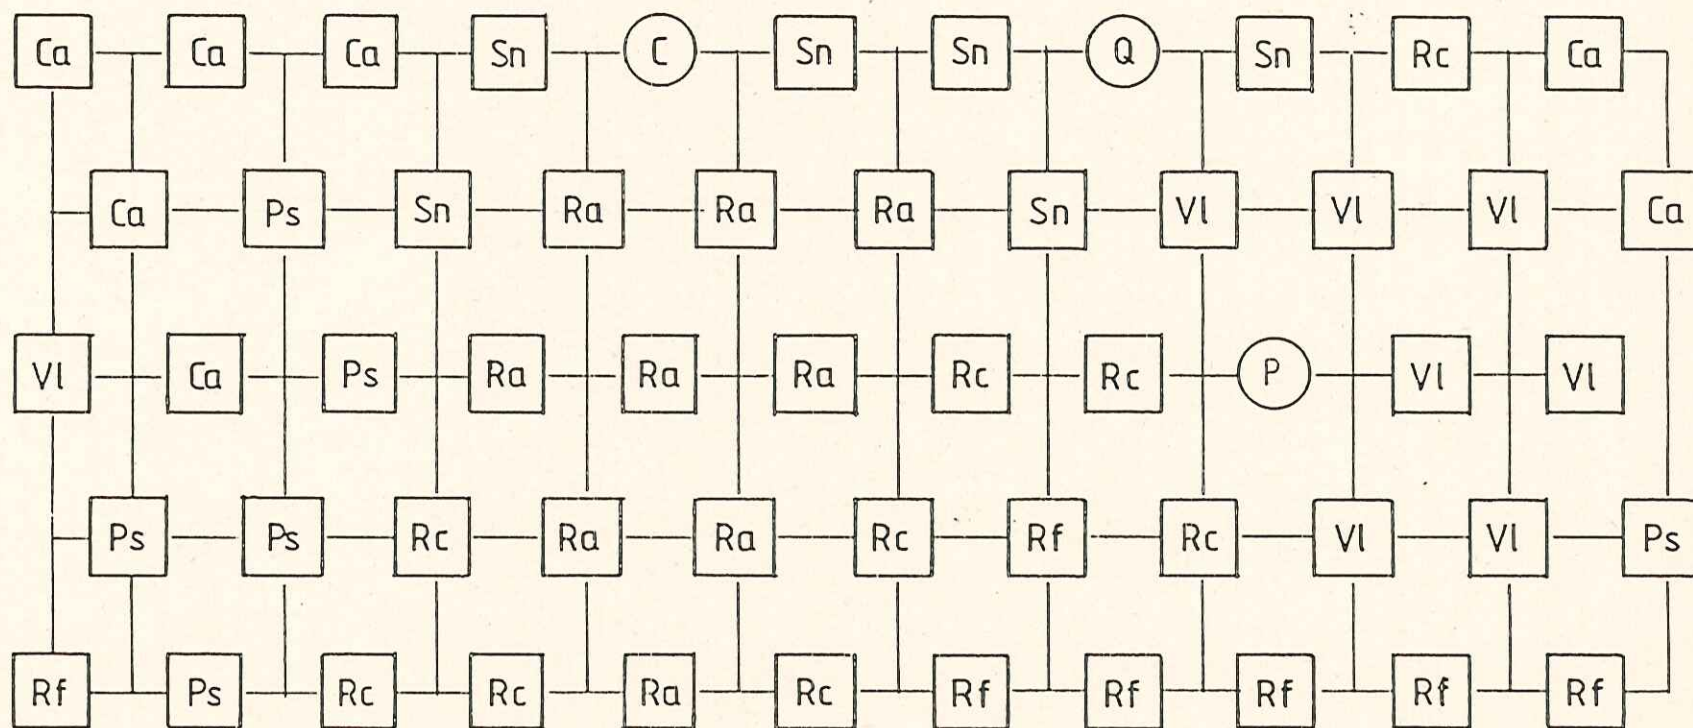 Ca Ca Ca Sn C Sn Sn Q Sn Rc Ca
Ca Ps Sn Ra Ra Ra Sn Vl Vl Vl Ca
Vl Ca Ps Ra Ra Ra Rc Rc P Vl Vl
Ps Ps Rc Ra Ra Rc Rf Rc Vl Vl Ps
Rf Ps Rc Rc Ra Rc Rf Rf Rf Rf Rf